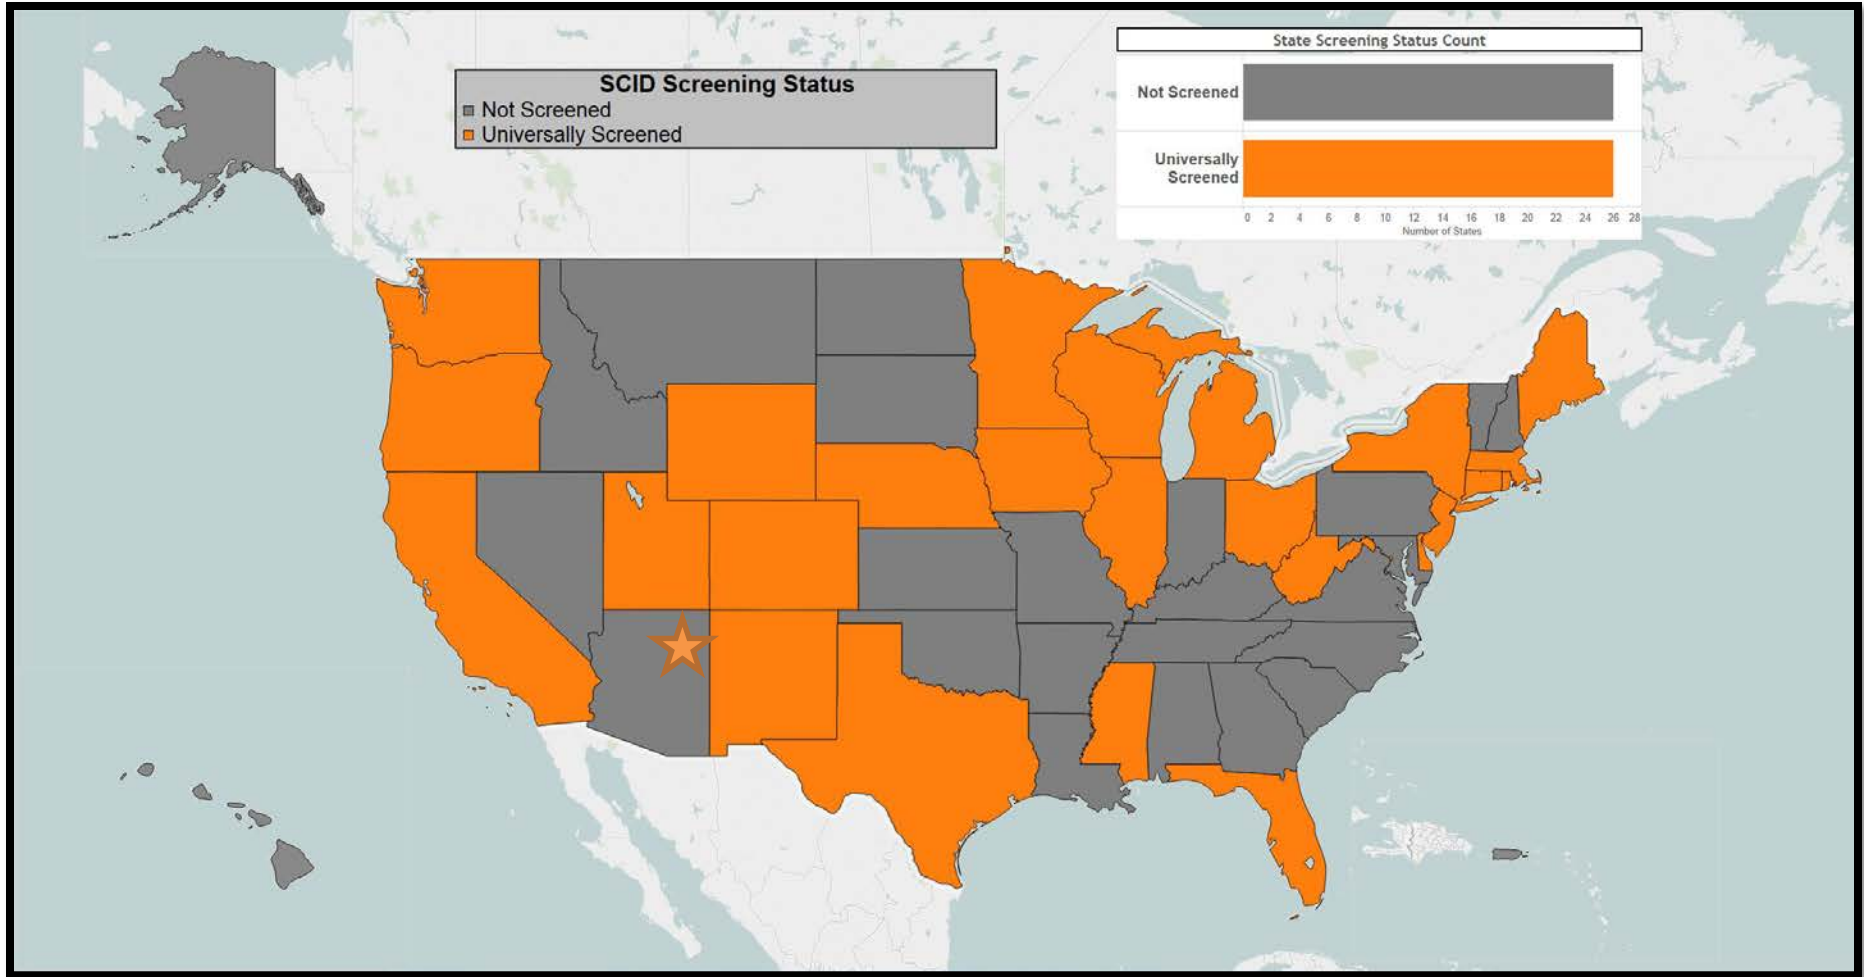 SCID Screening Status
Not Screened
Universally Screened
State Screening Status Count
Not Screened
Universally
Screened
0 2 4 6 8 10 12 14 16 18 20 22 24 26 28
Number of States